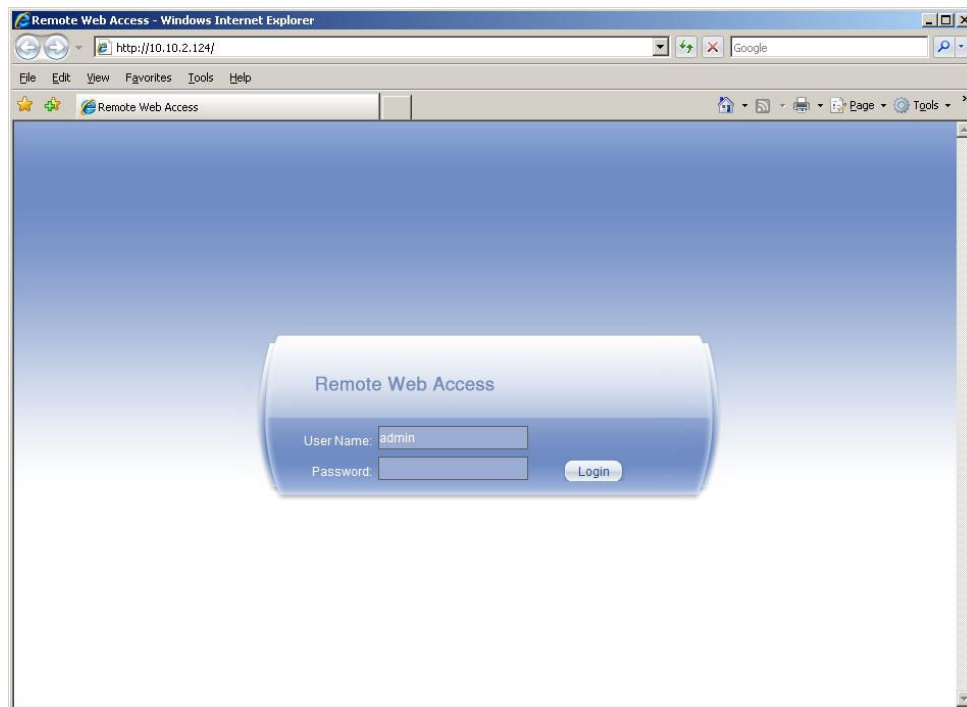 Remote Web Access - Windows Internet Explorer
http://10.10.2.124/
Google
File Edit View Favorites Tools Help
Remote Web Access
Page Tools
Remote Web Access
User Name: admin
Password:
Login